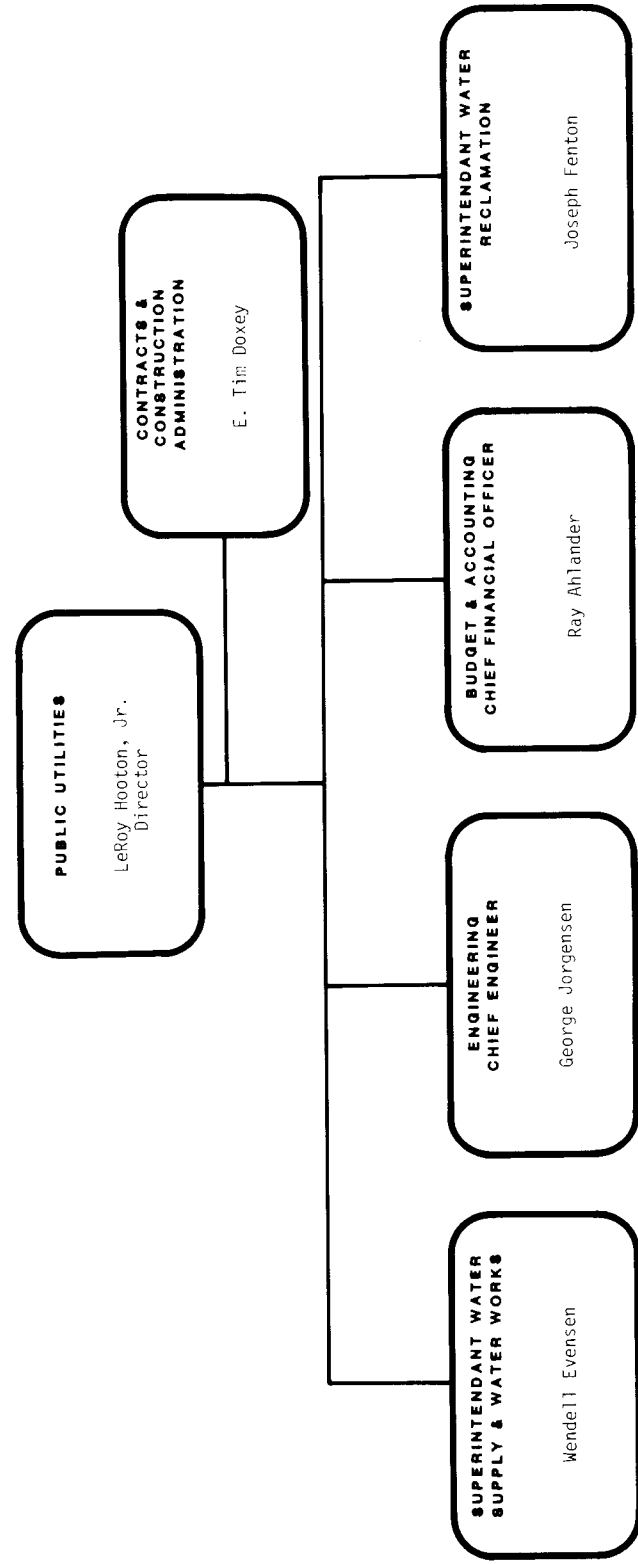 PUBLIC UTILITIES
LeRoy Hooton, Jr.
Director
CONTRACTS &
CONSTRUCTION
ADMINISTRATION
E. Tim Doxey
SUPERINTENDANT WATER
SUPPLY & WATER WORKS
Wendell Evensen
ENGINEERING
CHIEF ENGINEER
George Jorgensen
BUDGET & ACCOUNTING
CHIEF FINANCIAL OFFICER
Ray Ahlander
SUPERINTENDANT WATER
RECLAMATION
Joseph Fenton